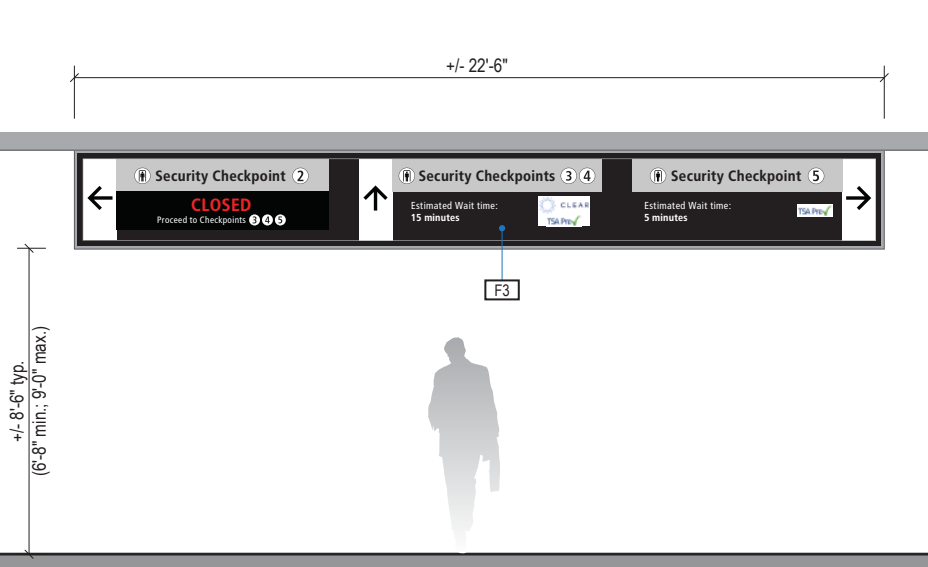 +/- 22'-6"
Security Checkpoint 2
CLOSED
Proceed to Checkpoints 3 4 5
Security Checkpoints 3 4
Estimated Wait time:
15 minutes
CLEAR
TSA Pre✓
Security Checkpoint 5
Estimated Wait time:
5 minutes
TSA Pre✓
F3
+/- 8'-6" typ.
(6'-8" min.; 9'-0" max.)